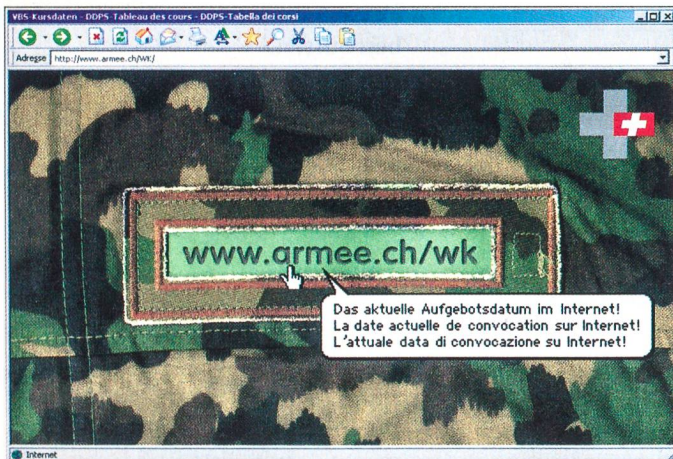 VBS-Kursdaten - DDPS-Tableau des cours - DDPS-Tabella dei corsi
Adresse http://www.armee.ch/WK/
www.armee.ch/wk
Das aktuelle Aufgebotsdatum im Internet!
La date actuelle de convocation sur Internet!
L'attuale data di convocazione su Internet!
Internet